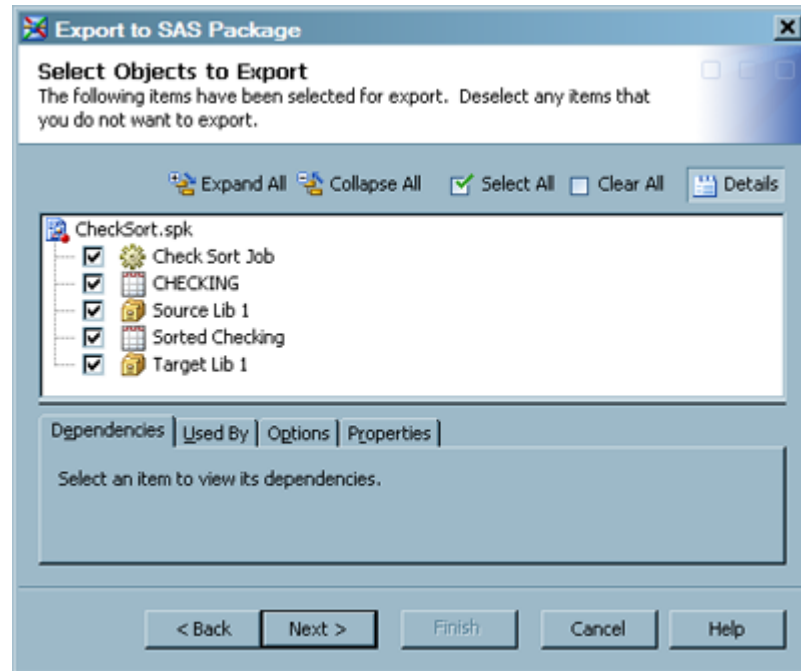 Export to SAS Package
Select Objects to Export
The following items have been selected for export. Deselect any items that
you do not want to export.
Expand All Collapse All Select All Clear All Details
CheckSort.spk
Check Sort Job
CHECKING
Source Lib 1
Sorted Checking
Target Lib 1
Dependencies Used By Options Properties
Select an item to view its dependencies.
< Back Next > Finish Cancel Help